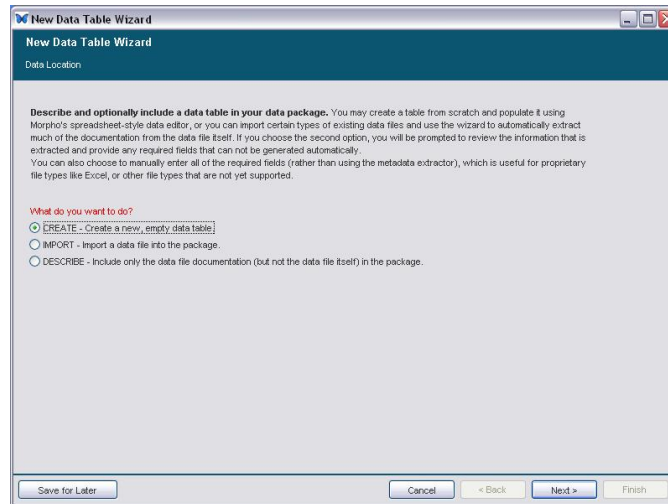 New Data Table Wizard
New Data Table Wizard
Data Location
Describe and optionally include a data table in your data package. You may create a table from scratch and populate it using
Morpho's spreadsheet-style data editor, or you can import certain types of existing data files and use the wizard to automatically extract
much of the documentation from the data file itself. If you choose the second option, you will be prompted to review the information that is
extracted and provide any required fields that can not be generated automatically.
You can also choose to manually enter all of the required fields (rather than using the metadata extractor), which is useful for proprietary
file types like Excel, or other file types that are not yet supported.
What do you want to do?
CREATE - Create a new, empty data table.
IMPORT - Import a data file into the package.
DESCRIBE - Include only the data file documentation (but not the data file itself) in the package.
Save for Later Cancel < Back Next > Finish